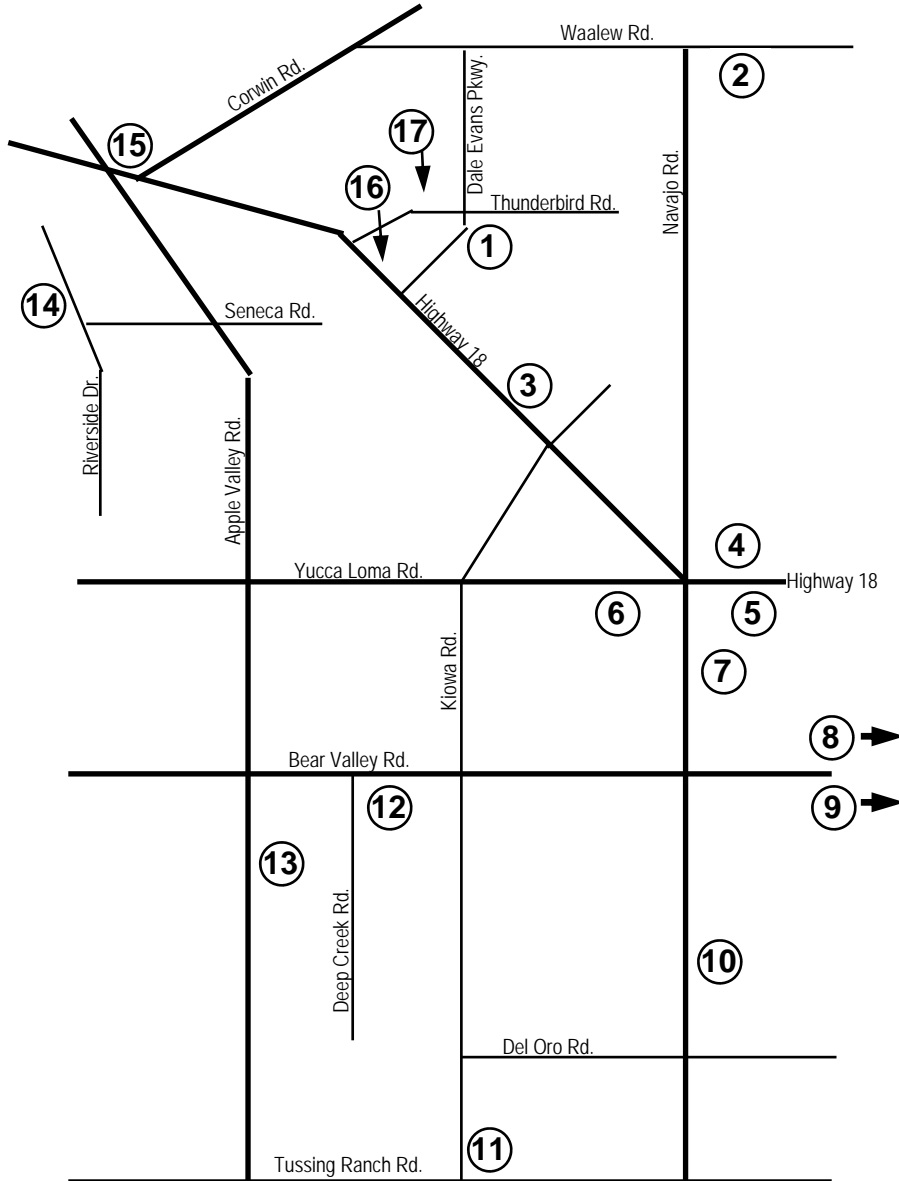 Waalew Rd.
2
Corwin Rd.
Dale Evans Pkwy.
Navajo Rd.
17
15
16
Thunderbird Rd.
1
14
Seneca Rd.
Highway 18
3
Riverside Dr.
Apple Valley Rd.
4
Yucca Loma Rd.
Highway 18
6
5
Kiowa Rd.
7
8
Bear Valley Rd.
12
9
13
Deep Creek Rd.
10
Del Oro Rd.
11
Tussing Ranch Rd.